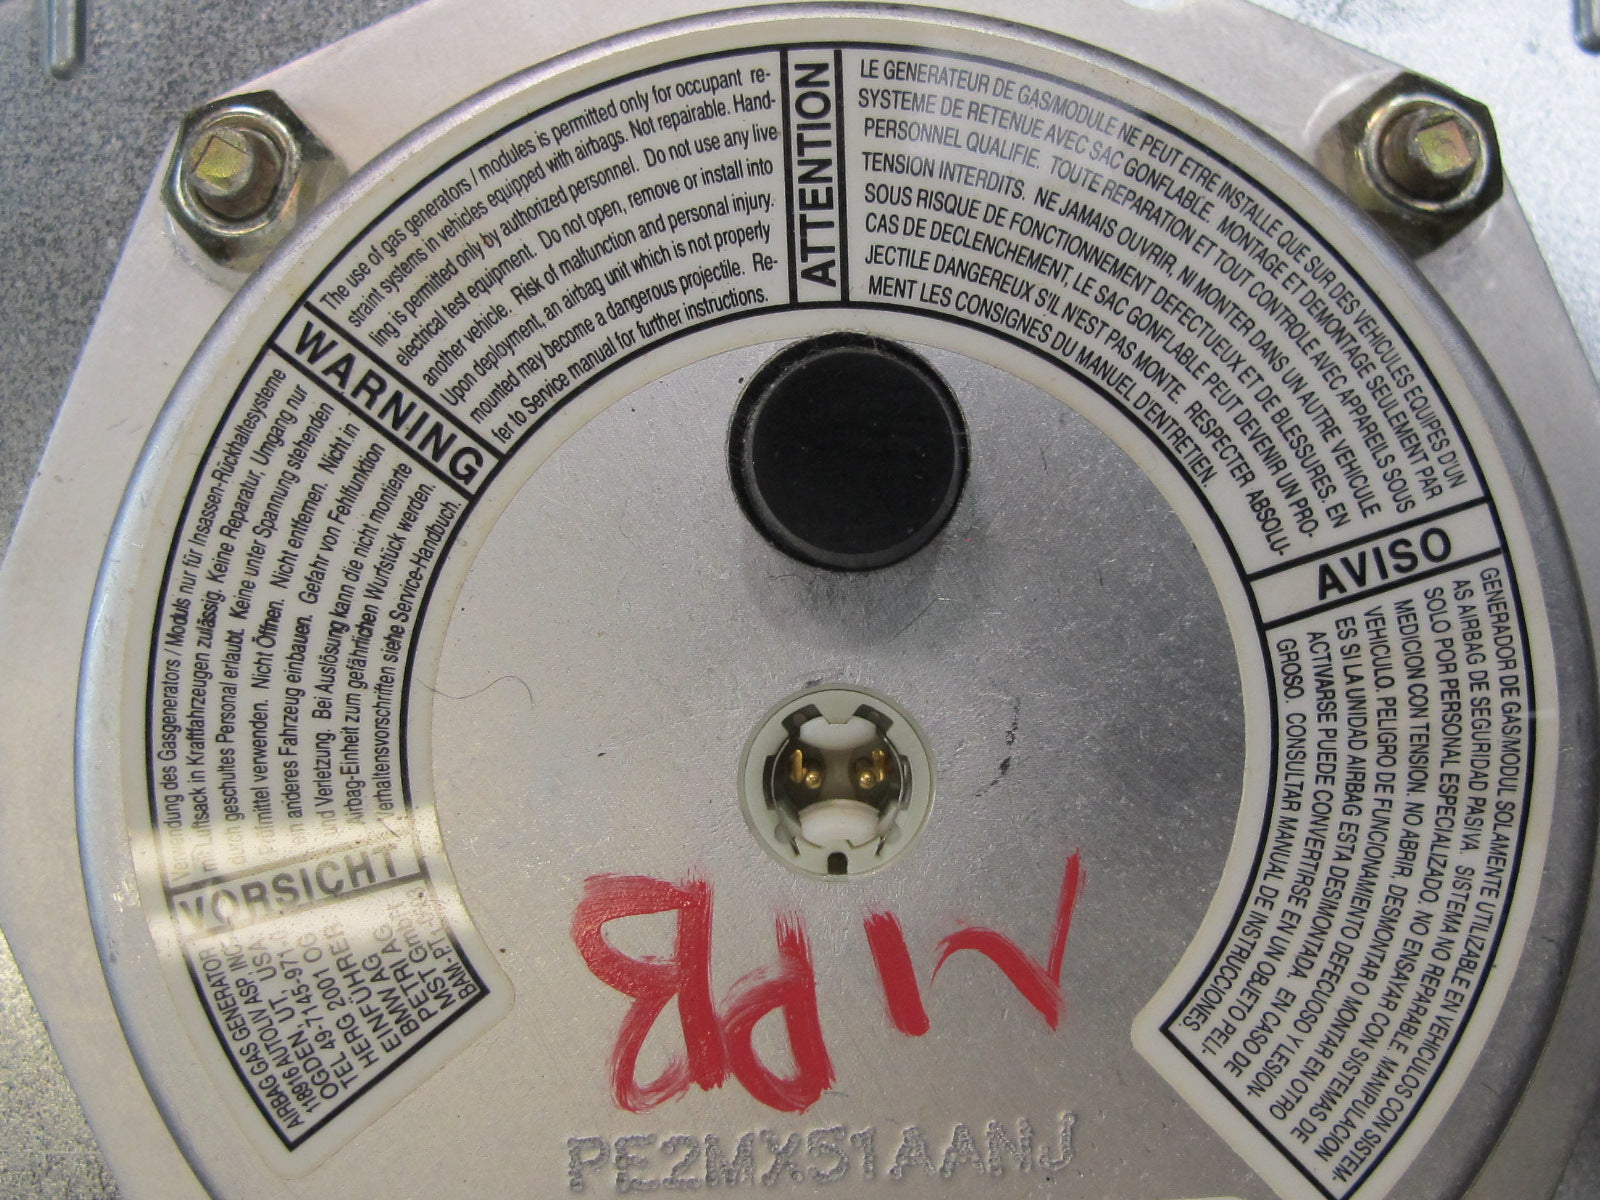 The use of gas generators / modules is permitted only for occupant re-
straint systems in vehicles equipped with airbags. Not repairable. Hand-
ling is permitted only by authorized personnel. Do not use any live
electrical test equipment. Do not open, remove or install into
another vehicle. Risk of malfunction and personal injury.
Upon deployment, an airbag unit which is not properly
mounted may become a dangerous projectile. Re-
fer to Service manual for further instructions.
WARNING
ATTENTION
LE GENERATEUR DE GAS/MODULE NE PEUT ETRE INSTALLE QUE SUR DES VEHICULES EQUIPES D'UN
SYSTEME DE RETENUE AVEC SAC GONFLABLE. MONTAGE ET DEMONTAGE SEULEMENT PAR
PERSONNEL QUALIFIE. TOUTE REPARATION ET TOUT CONTROLE AVEC APPAREILS SOUS
TENSION INTERDITS. NE JAMAIS OUVRIR, NI MONTER DANS UN AUTRE VEHICULE
SOUS RISQUE DE FONCTIONNEMENT DEFECTUEUX ET DE BLESSURES. EN
CAS DE DECLENCHEMENT, LE SAC GONFLABLE PEUT DEVENIR UN PRO-
JECTILE DANGEREUX S'IL N'EST PAS MONTE. RESPECTER ABSOLU-
MENT LES CONSIGNES DU MANUEL D'ENTRETIEN.
AVISO
GENERADOR DE GAS/MODUL SOLAMENTE UTILIZABLE EN VEHICULOS CON SISTEM-
AS AIRBAG DE SEGURIDAD PASIVA. SISTEMA NO REPARABLE. MANIPULACION
SOLO POR PERSONAL ESPECIALIZADO. NO ENSAYAR CON SISTEMAS DE
MEDICION CON TENSION. NO ABRIR, DESMONTAR O MONTAR EN OTRO
VEHICULO. PELIGRO DE FUNCIONAMIENTO DEFECUOSO Y LESION-
ES SI LA UNIDAD AIRBAG ESTA DESIMONTADA. EN CASO DE
ACTIVARSE PUEDE CONVERTIRSE EN UN OBJETO PELI-
GROSO. CONSULTAR MANUAL DE INSTRUCCIONES.
Verwendung des Gasgenerators / Moduls nur für Insassen-Rückhaltesysteme
mit Luftsack in Kraftfahrzeugen zulässig. Keine Reparatur, Umgang nur
durch geschultes Personal erlaubt. Keine unter Spannung stehenden
Prüfmittel verwenden. Nicht Öffnen. Nicht entfernen. Nicht in
ein anderes Fahrzeug einbauen. Gefahr von Fehlfunktion
und Verletzung. Bei Auslösung kann die nicht montierte
Airbag-Einheit zum gefährlichen Wurfstück werden.
Verhaltensvorschriften siehe Service-Handbuch.
VORSICHT
AIRBAG GAS GENERATOR
118916 AUTOLIV ASP INC
OGDEN, UT. USA
TEL 49-7145-971-0
HERG 2001 OG
EINFÜHRER
BMW AG
PETRI AG
MST GmbH
BAM- PT1
PE2MX51AANJ